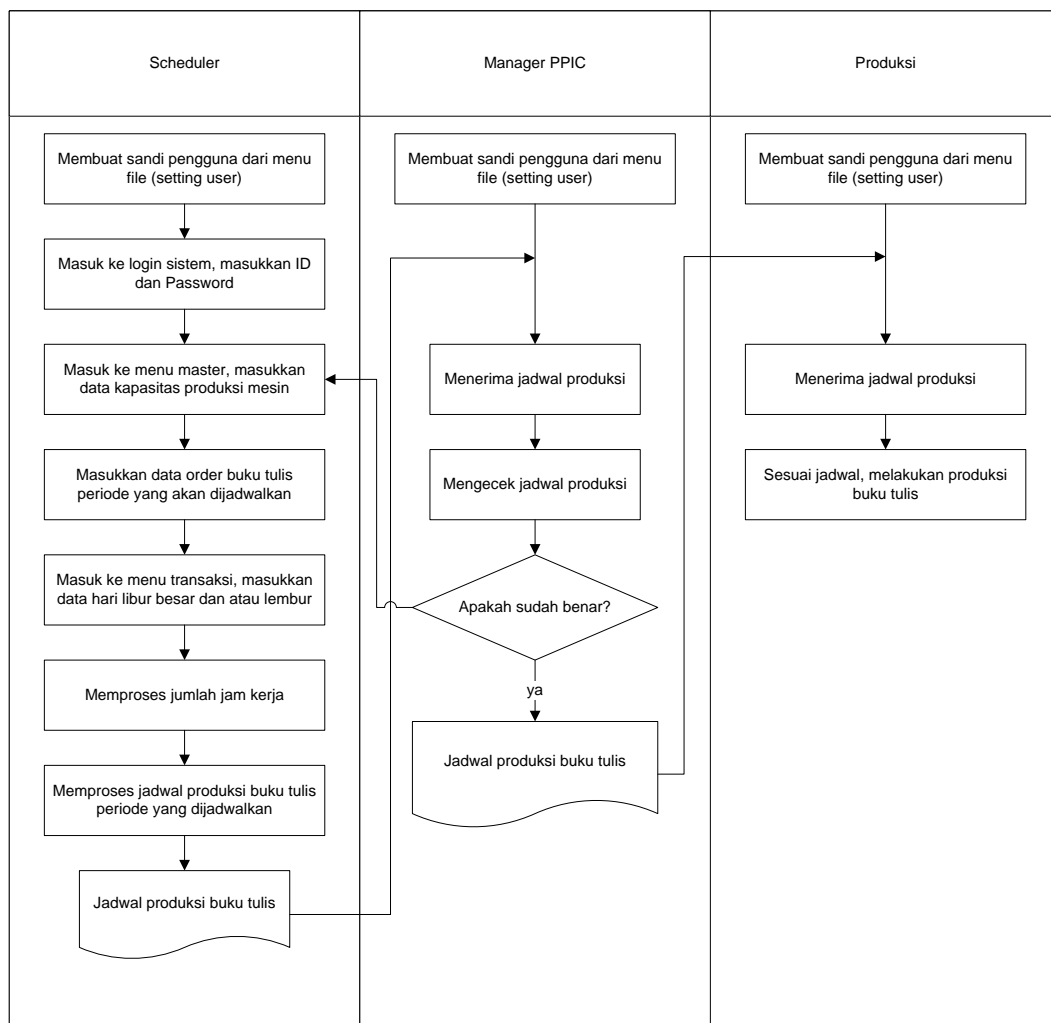 Scheduler
Manager PPIC
Produksi
Membuat sandi pengguna dari menu
file (setting user)
Masuk ke login sistem, masukkan ID
dan Password
Masuk ke menu master, masukkan
data kapasitas produksi mesin
Masukkan data order buku tulis
periode yang akan dijadwalkan
Masuk ke menu transaksi, masukkan
data hari libur besar dan atau lembur
Memproses jumlah jam kerja
Memproses jadwal produksi buku tulis
periode yang dijadwalkan
Jadwal produksi buku tulis
Membuat sandi pengguna dari menu
file (setting user)
Menerima jadwal produksi
Mengecek jadwal produksi
Apakah sudah benar?
ya
Jadwal produksi buku tulis
Membuat sandi pengguna dari menu
file (setting user)
Menerima jadwal produksi
Sesuai jadwal, melakukan produksi
buku tulis